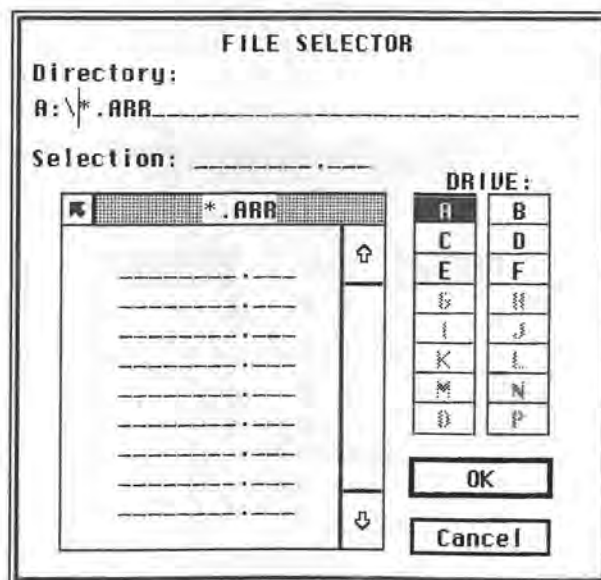 FILE SELECTOR
Directory:
A:\*.ARR
Selection: .
DRIVE:
*.ARR
A B
C D
E F
G H
I J
K L
M N
O P
OK
Cancel